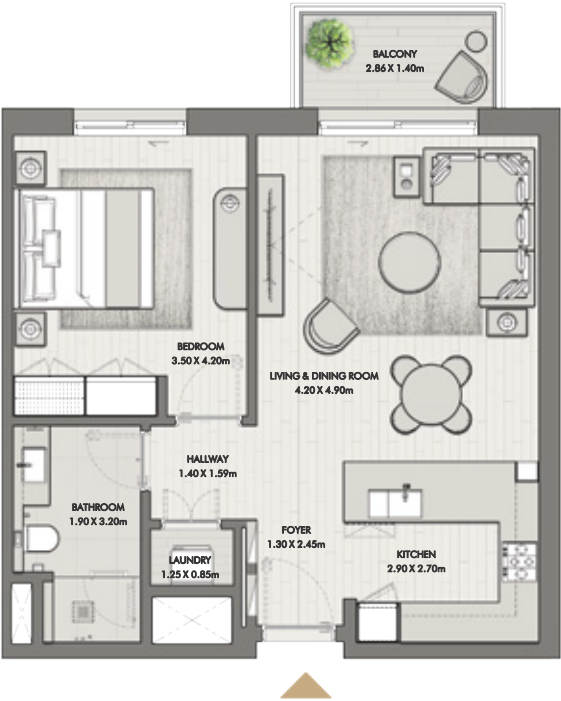 BALCONY
2.86 X 1.40m
BEDROOM
3.50 X 4.20m
LIVING & DINING ROOM
4.20 X 4.90m
HALLWAY
1.40 X 1.59m
BATHROOM
1.90 X 3.20m
FOYER
1.30 X 2.45m
LAUNDRY
1.25 X 0.85m
KITCHEN
2.90 X 2.70m